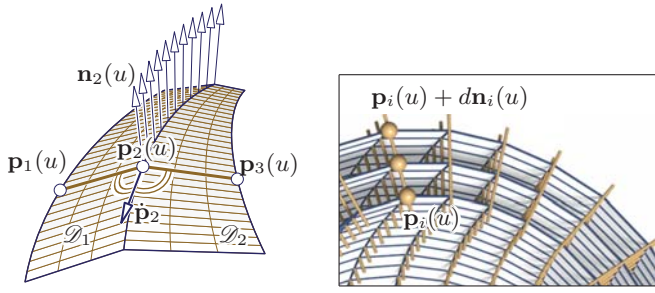 n₂(u)
p₁(u)
p₂(u)
p₃(u)
ṗ₂
𝒟₁
𝒟₂
pᵢ(u) + dnᵢ(u)
pᵢ(u)